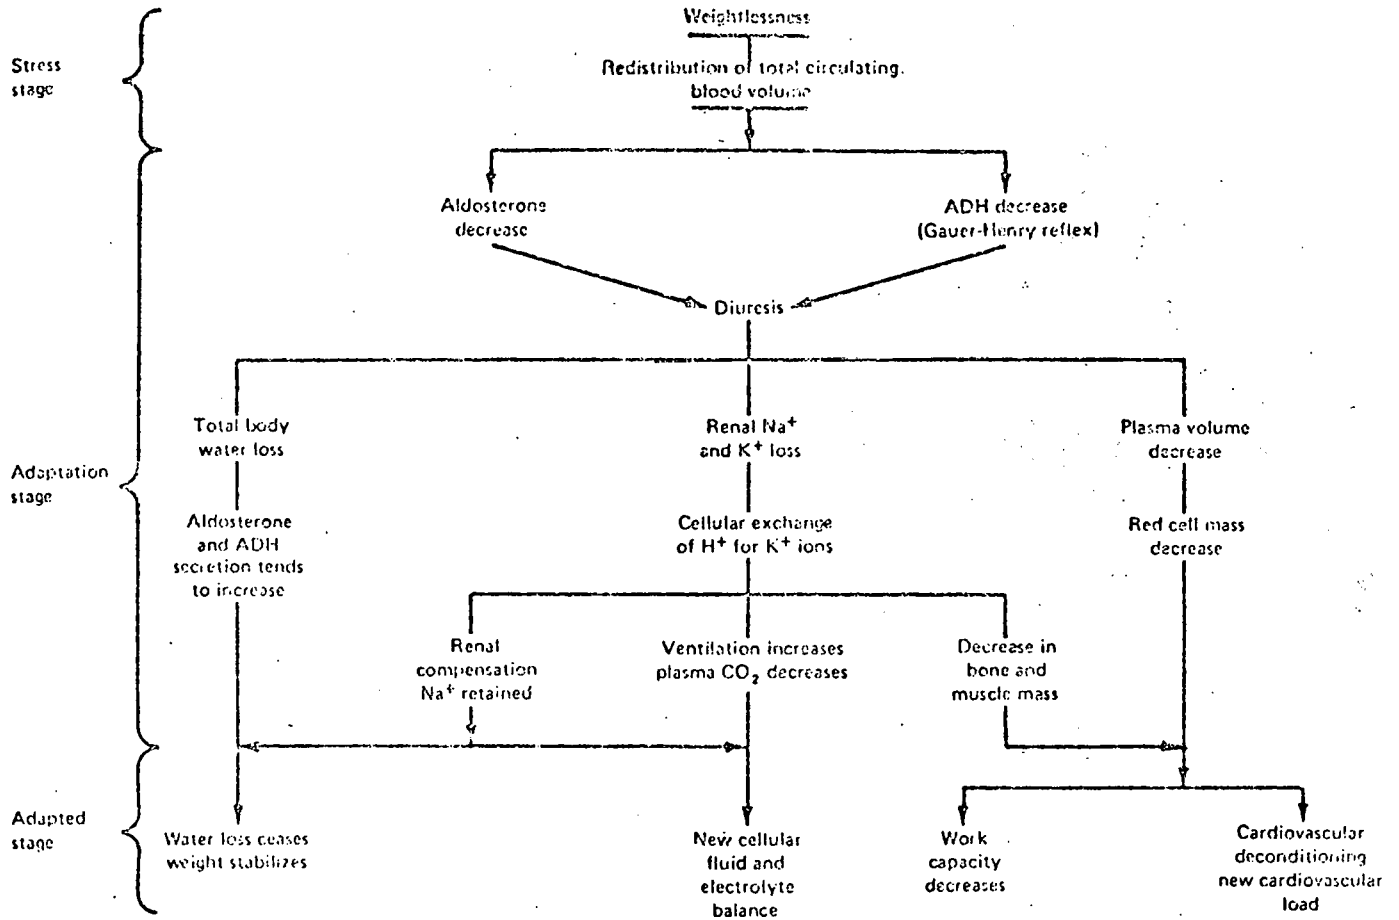 Weightlessness
Stress
stage
Redistribution of total circulating.
blood volume
Aldosterone
decrease
ADH decrease
(Gauer-Henry reflex)
Diuresis
Adaptation
stage
Total body
water loss
Renal Na⁺
and K⁺ loss
Plasma volume
decrease
Aldosterone
and ADH
secretion tends
to increase
Cellular exchange
of H⁺ for K⁺ ions
Red cell mass
decrease
Renal
compensation
Na⁺ retained
Ventilation increases
plasma CO₂ decreases
Decrease in
bone and
muscle mass
Adapted
stage
Water loss ceases
weight stabilizes
New cellular
fluid and
electrolyte
balance
Work
capacity
decreases
Cardiovascular
deconditioning
new cardiovascular
load